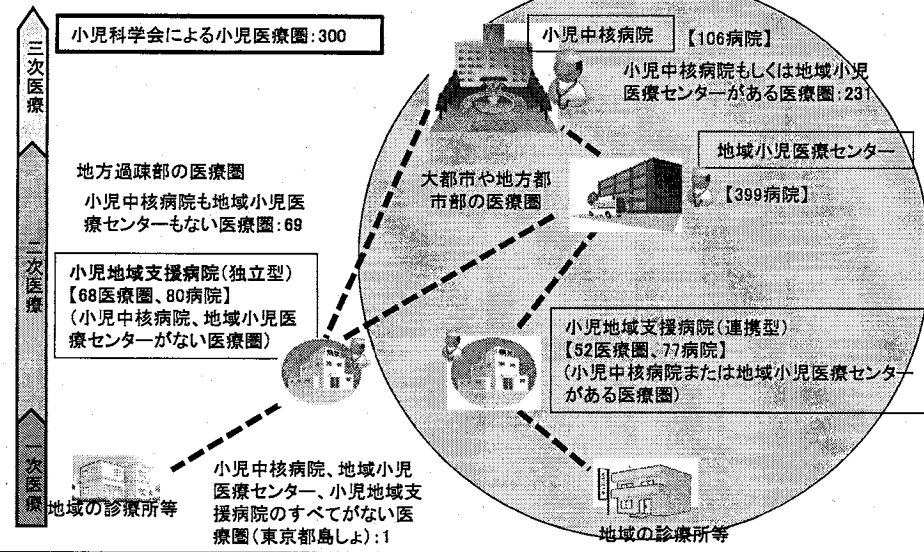 三次医療
二次医療
一次医療
小児科学会による小児医療圏:300
小児中核病院
【106病院】
小児中核病院もしくは地域小児
医療センターがある医療圏:231
地域小児医療センター
【399病院】
大都市や地方都
市部の医療圏
地方過疎部の医療圏
小児中核病院も地域小児医
療センターもない医療圏:69
小児地域支援病院(独立型)
【68医療圏、80病院】
(小児中核病院、地域小児医
療センターがない医療圏)
小児地域支援病院(連携型)
【52医療圏、77病院】
(小児中核病院または地域小児医療センター
がある医療圏)
地域の診療所等
小児中核病院、地域小児
医療センター、小児地域支
援病院のすべてがない医
療圏(東京都島しょ):1
地域の診療所等